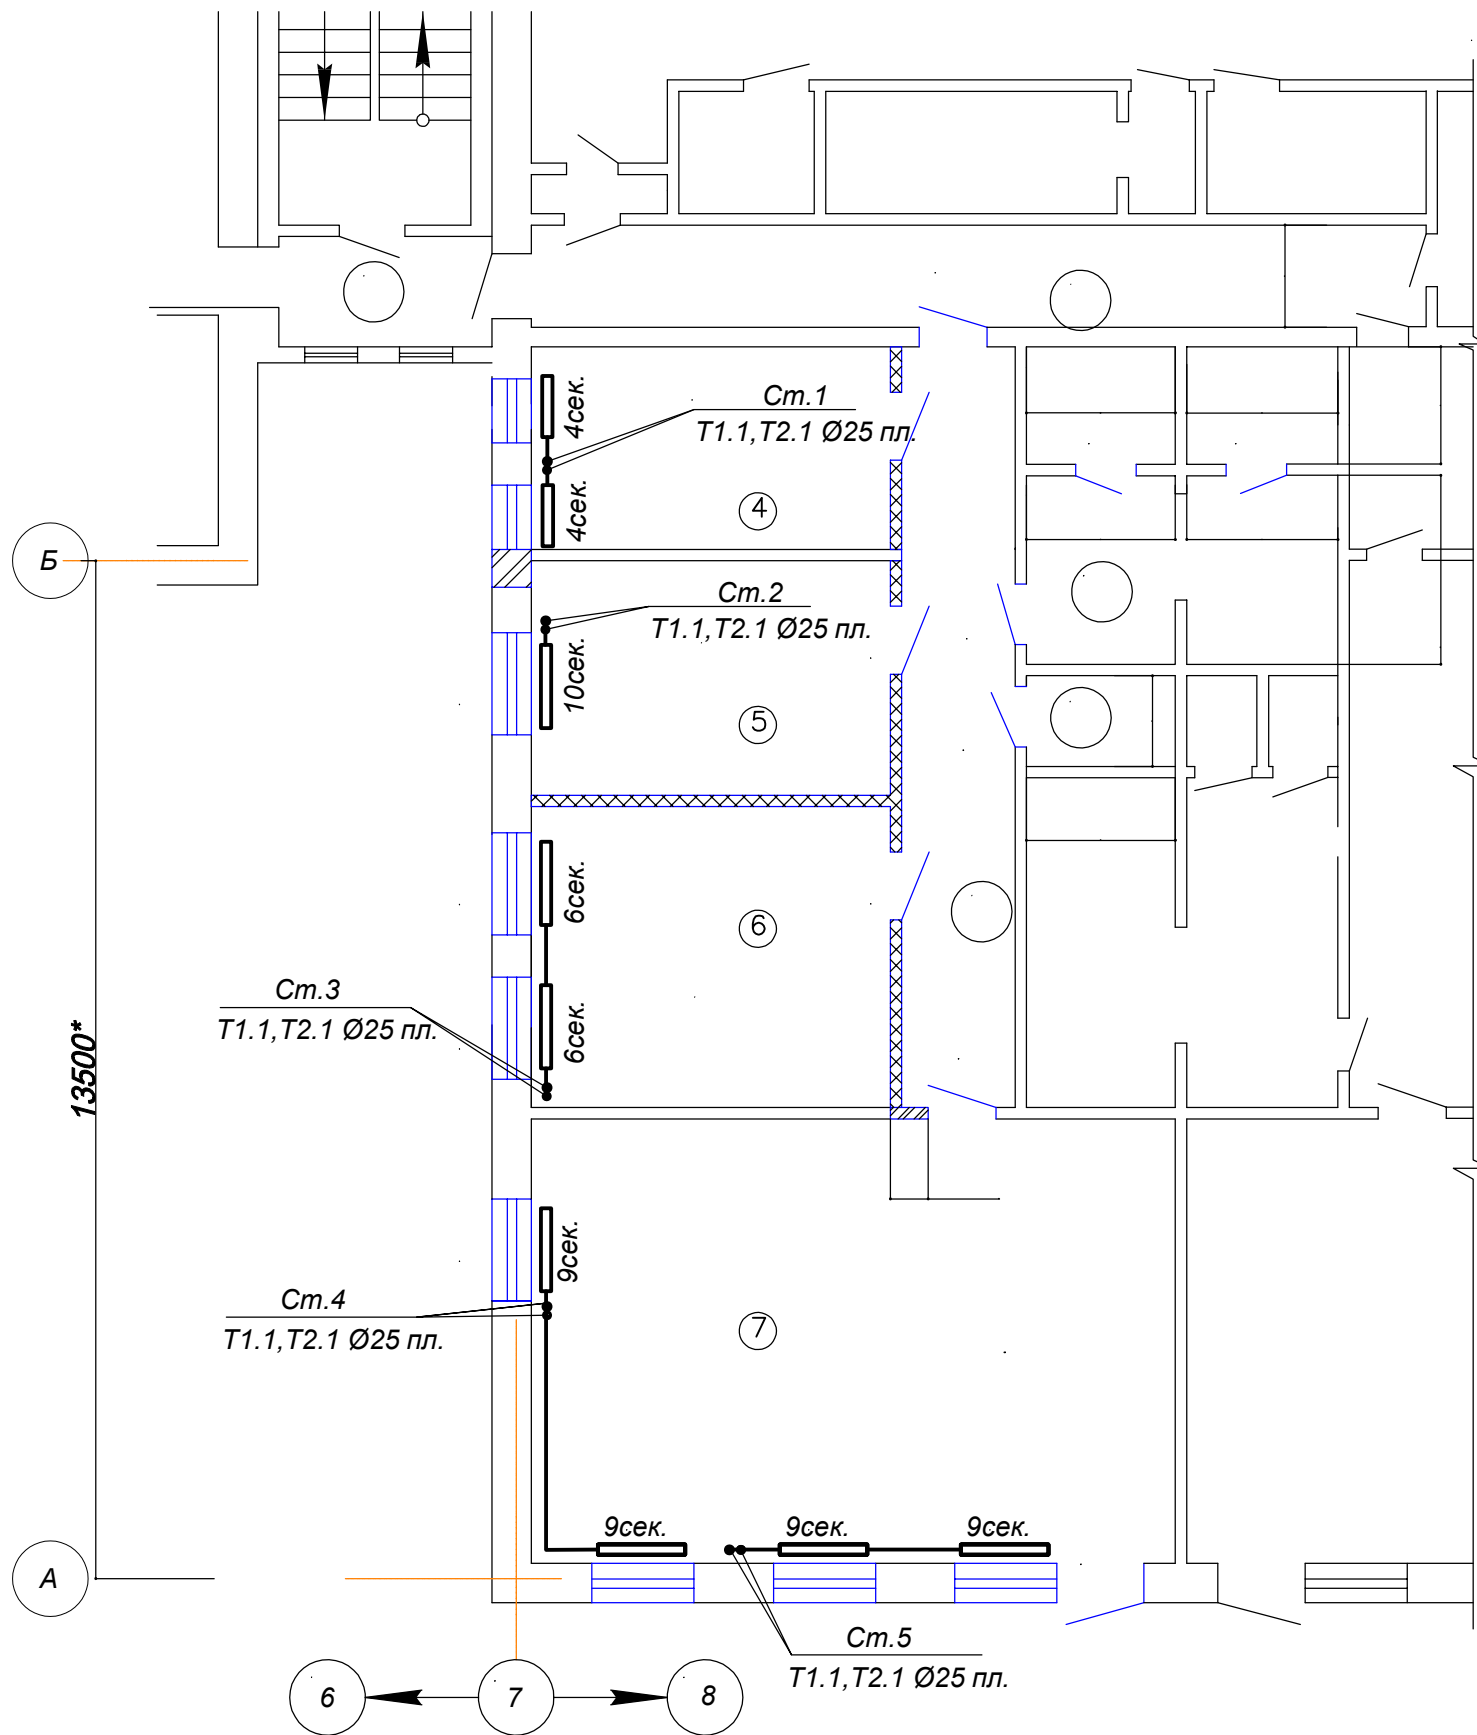 4сек.
Ст.1
Т1.1,Т2.1 Ø25 пл.
4сек.
4
Б
Ст.2
Т1.1,Т2.1 Ø25 пл.
10сек.
5
6сек.
6
Ст.3
Т1.1,Т2.1 Ø25 пл.
6сек.
13500*
9сек.
Ст.4
Т1.1,Т2.1 Ø25 пл.
7
9сек.
9сек.
9сек.
А
Ст.5
Т1.1,Т2.1 Ø25 пл.
6
7
8